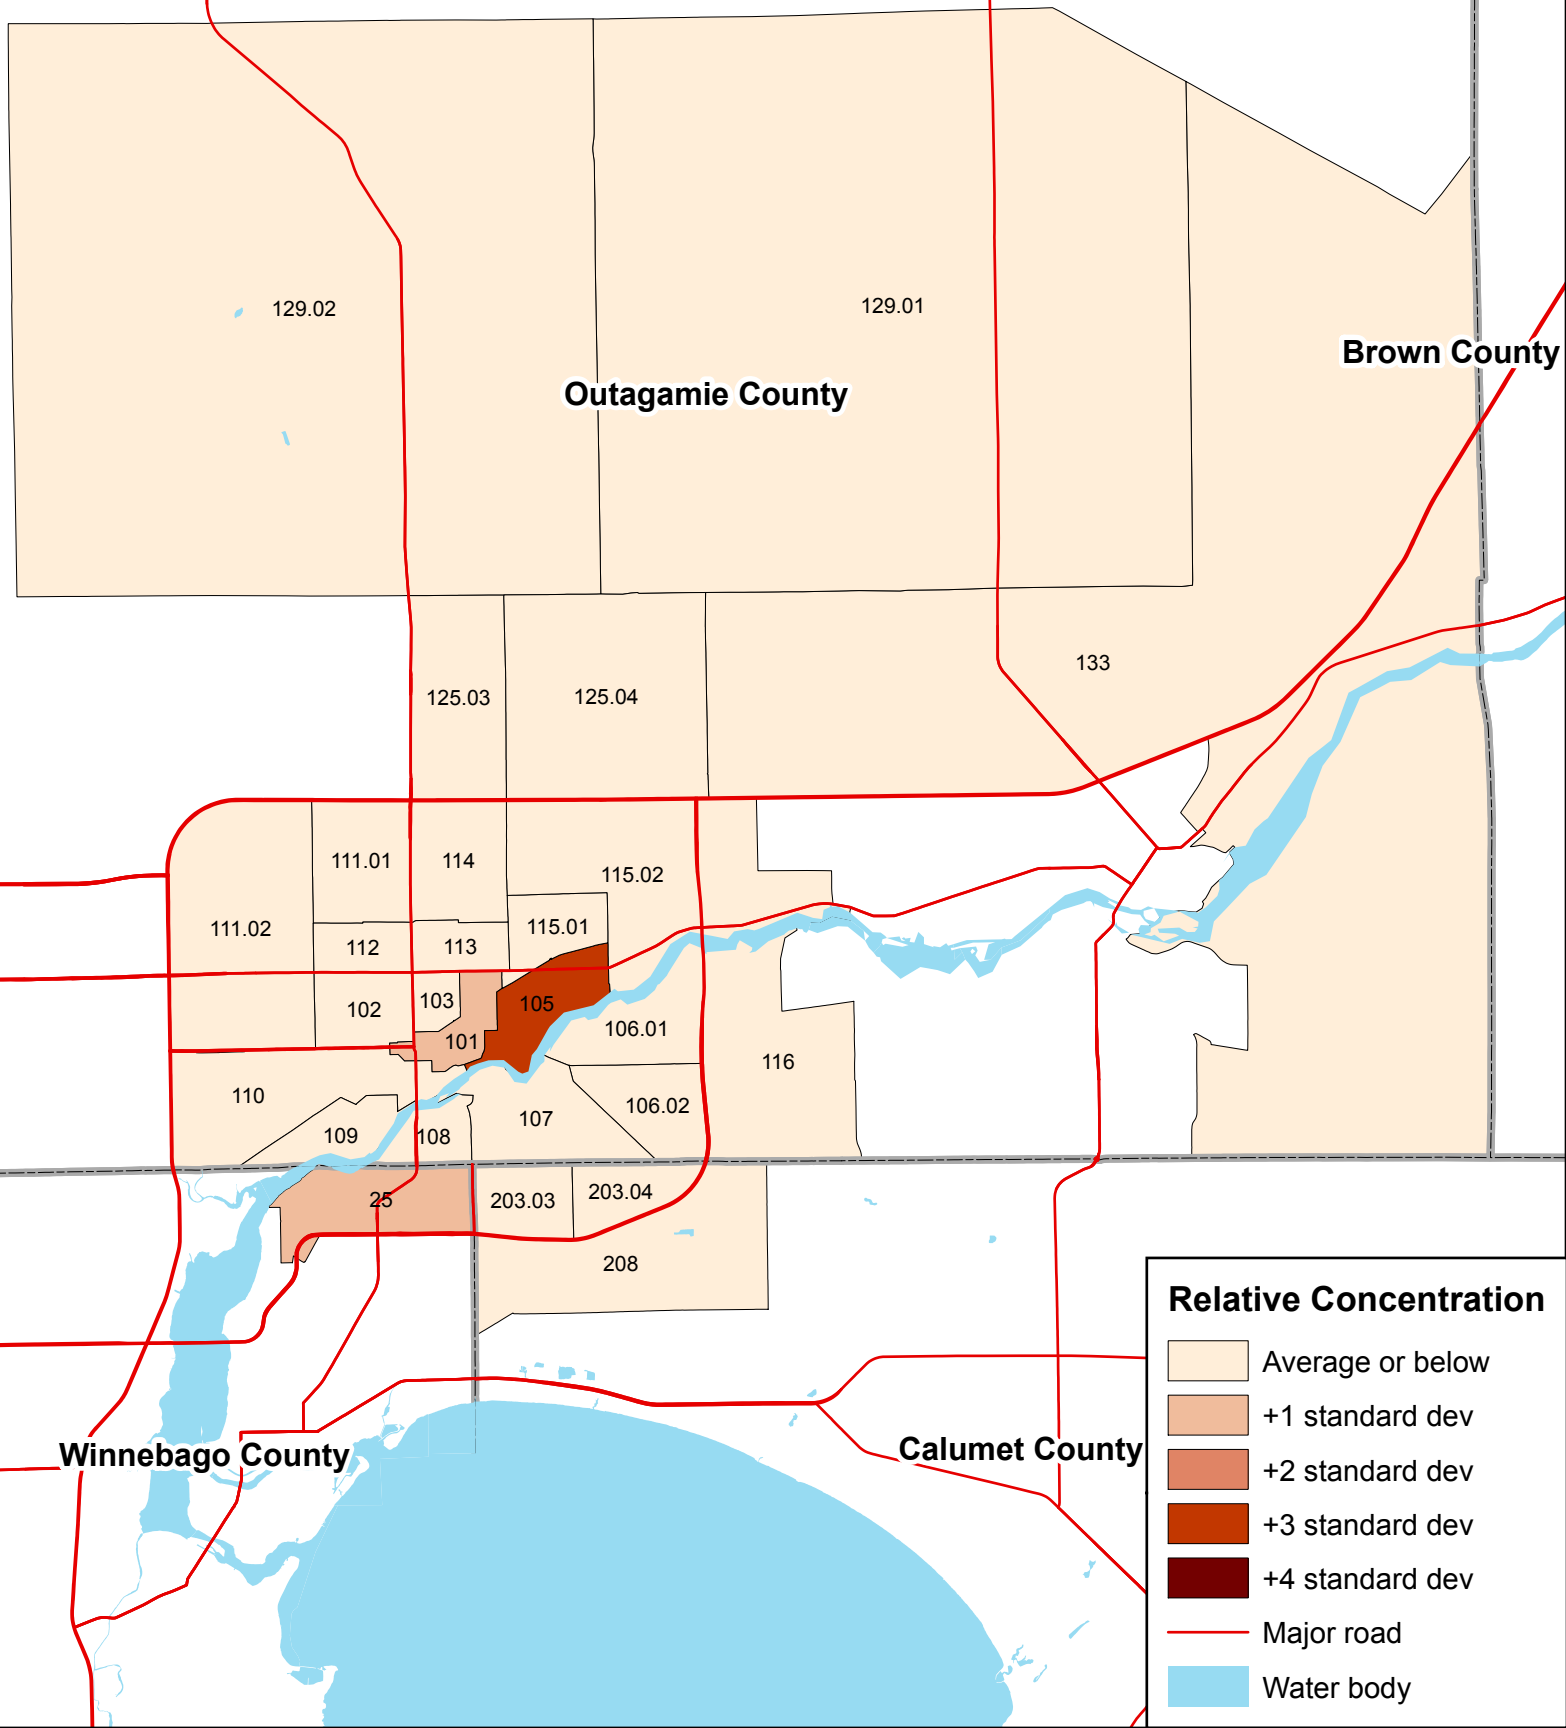 129.02
129.01
Brown County
Outagamie County
133
125.03
125.04
111.01
114
115.02
111.02
115.01
112
113
103
105
102
106.01
101
116
110
106.02
107
109
108
25
203.03
203.04
208
Relative Concentration
Average or below
+1 standard dev
Winnebago County
Calumet County
+2 standard dev
+3 standard dev
+4 standard dev
Major road
Water body